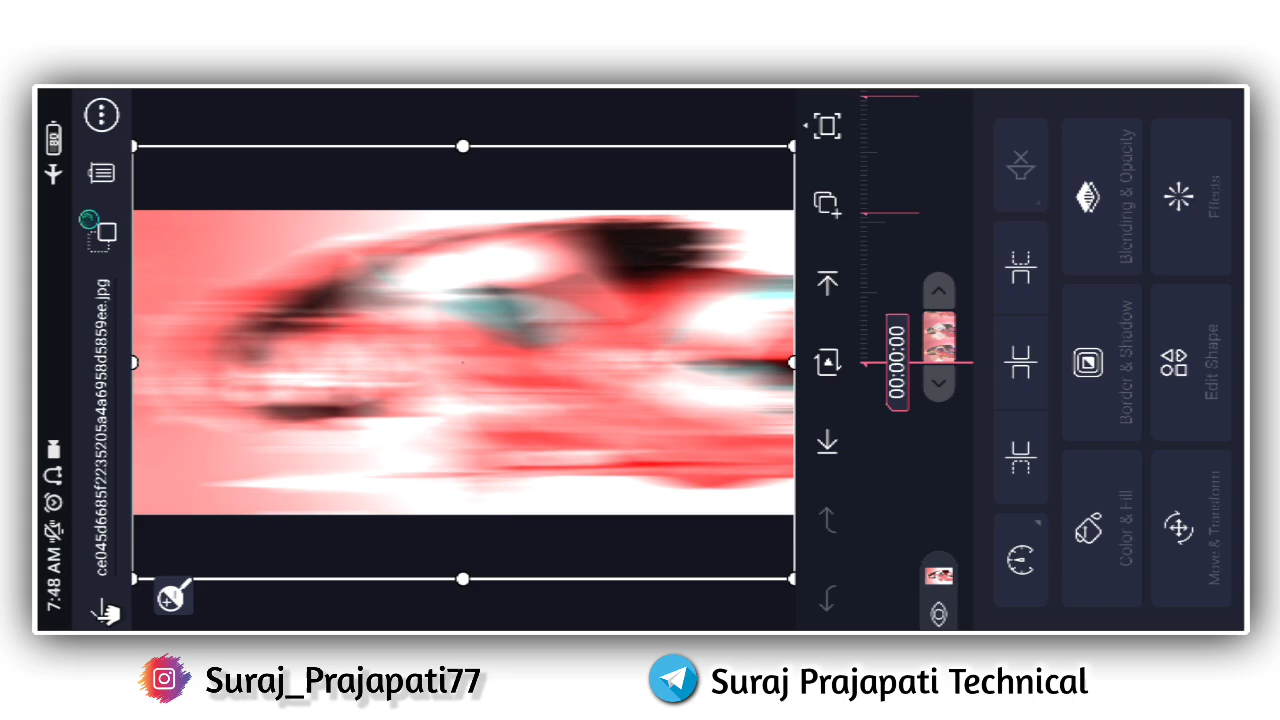 7:48 AM
80
ce045d6685f2235205a4a6958d5859ee.jpg
00:00:00
Move & Transform
Edit Shape
Effects
Color & Fill
Border & Shadow
Blending & Opacity
Suraj_Prajapati77
Suraj Prajapati Technical